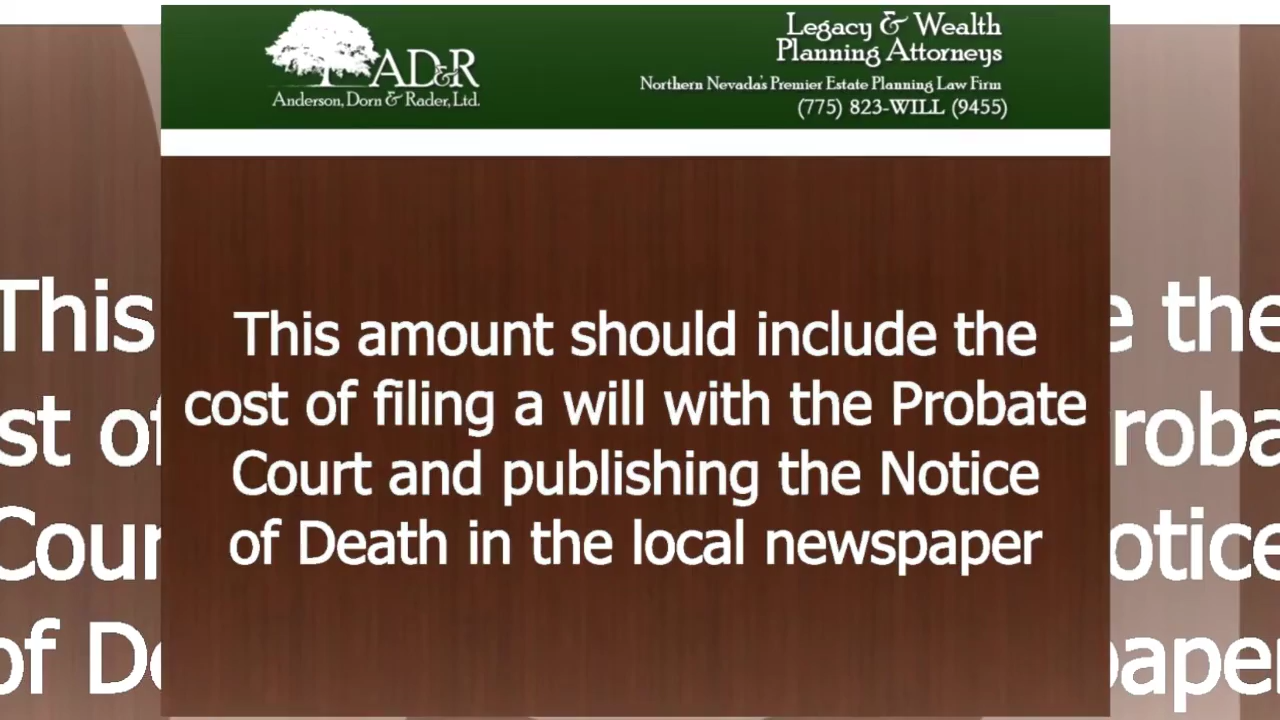 AD&R
Anderson, Dorn & Rader, Ltd.
Legacy & Wealth
Planning Attorneys
Northern Nevada's Premier Estate Planning Law Firm
(775) 823-WILL (9455)
This amount should include the
cost of filing a will with the Probate
Court and publishing the Notice
of Death in the local newspaper